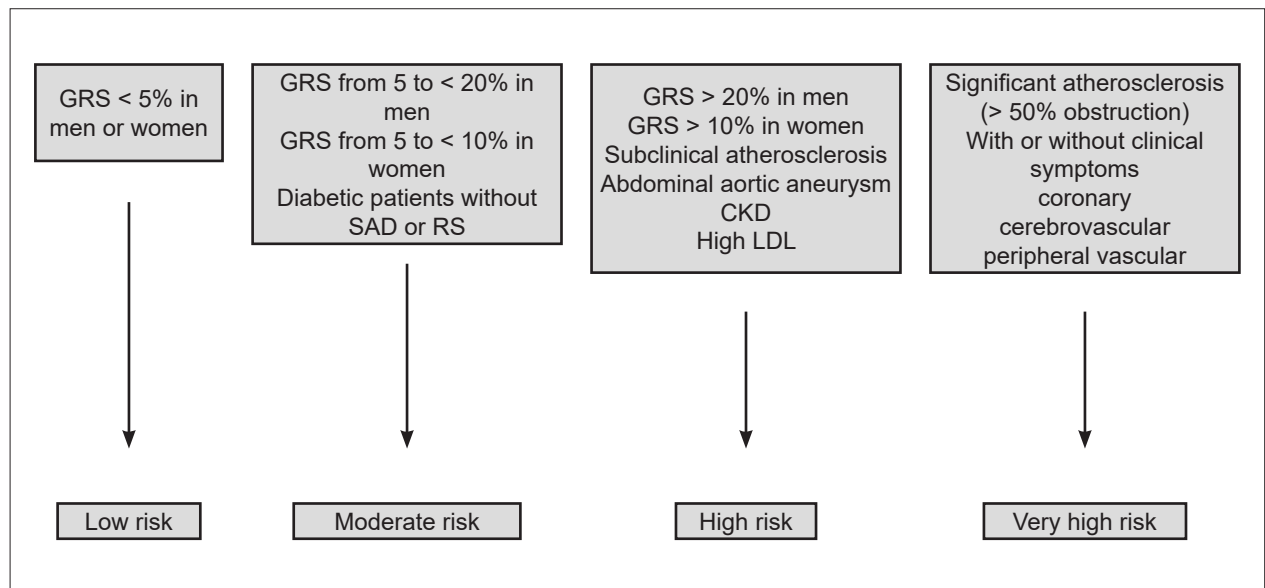 GRS < 5% in
men or women
GRS from 5 to < 20% in
men
GRS from 5 to < 10% in
women
Diabetic patients without
SAD or RS
GRS > 20% in men
GRS > 10% in women
Subclinical atherosclerosis
Abdominal aortic aneurysm
CKD
High LDL
Significant atherosclerosis
(> 50% obstruction)
With or without clinical
symptoms
coronary
cerebrovascular
peripheral vascular
Low risk
Moderate risk
High risk
Very high risk